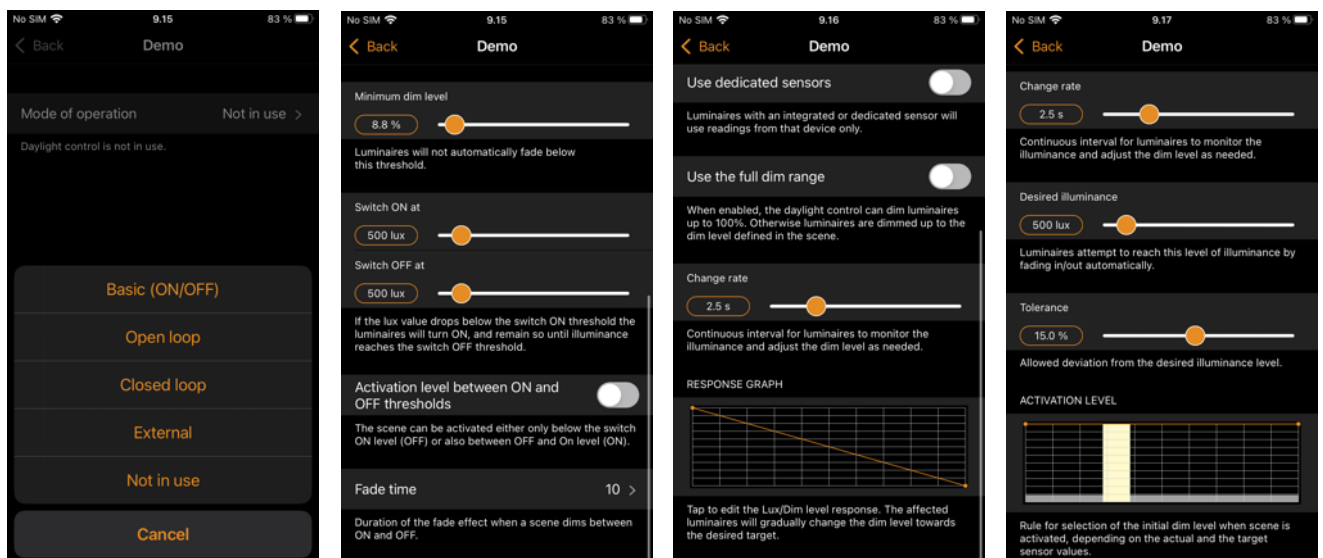 No SIM 9.15 83 %
Back Demo
Mode of operation Not in use >
Daylight control is not in use.
Basic (ON/OFF)
Open loop
Closed loop
External
Not in use
Cancel
No SIM 9.15 83 %
Back Demo
Minimum dim level
8.8 %
Luminaires will not automatically fade below
this threshold.
Switch ON at
500 lux
Switch OFF at
500 lux
If the lux value drops below the switch ON threshold the
luminaires will turn ON, and remain so until illuminance
reaches the switch OFF threshold.
Activation level between ON and
OFF thresholds
The scene can be activated either only below the switch
ON level (OFF) or also between OFF and On level (ON).
Fade time 10 >
Duration of the fade effect when a scene dims between
ON and OFF.
No SIM 9.16 83 %
Back Demo
Use dedicated sensors
Luminaires with an integrated or dedicated sensor will
use readings from that device only.
Use the full dim range
When enabled, the daylight control can dim luminaires
up to 100%. Otherwise luminaires are dimmed up to the
dim level defined in the scene.
Change rate
2.5 s
Continuous interval for luminaires to monitor the
illuminance and adjust the dim level as needed.
RESPONSE GRAPH
Tap to edit the Lux/Dim level response. The affected
luminaires will gradually change the dim level towards
the desired target.
No SIM 9.17 83 %
Back Demo
Change rate
2.5 s
Continuous interval for luminaires to monitor the
illuminance and adjust the dim level as needed.
Desired illuminance
500 lux
Luminaires attempt to reach this level of illuminance by
fading in/out automatically.
Tolerance
15.0 %
Allowed deviation from the desired illuminance level.
ACTIVATION LEVEL
Rule for selection of the initial dim level when scene is
activated, depending on the actual and the target
sensor values.